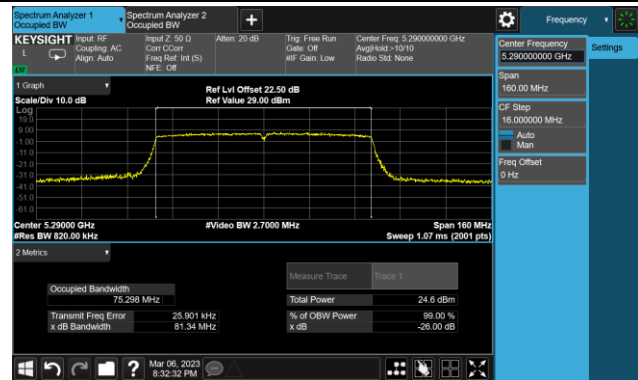 Spectrum Analyzer 1
Occupied BW
Spectrum Analyzer 2
Occupied BW
Frequency
KEYSIGHT
L
Input: RF
Coupling: AC
Align: Auto
Input Z: 50 Ω
Corr CCorr
Freq Ref: Int (S)
NFE: Off
Atten: 20 dB
Trig: Free Run
Gate: Off
#IF Gain: Low
Center Freq: 5.290000000 GHz
Avg|Hold:>10/10
Radio Std: None
Center Frequency
5.290000000 GHz
Settings
Span
160.00 MHz
CF Step
16.000000 MHz
Auto
Man
Freq Offset
0 Hz
1 Graph
Scale/Div 10.0 dB
Ref Lvl Offset 22.50 dB
Ref Value 29.00 dBm
Log
19.0
9.00
-1.00
-11.0
-21.0
-31.0
-41.0
-51.0
-61.0
Center 5.29000 GHz
#Res BW 820.00 kHz
#Video BW 2.7000 MHz
Span 160 MHz
Sweep 1.07 ms (2001 pts)
2 Metrics
Measure Trace
Trace 1
Occupied Bandwidth
75.298 MHz
Total Power
24.6 dBm
Transmit Freq Error
25.901 kHz
% of OBW Power
99.00 %
x dB Bandwidth
81.34 MHz
x dB
-26.00 dB
?
Mar 06, 2023
8:32:32 PM